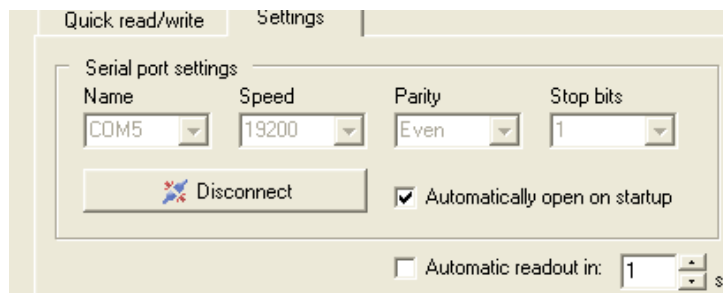 Quick read/write Settings
Serial port settings
Name Speed Parity Stop bits
COM5 19200 Even 1
Disconnect Automatically open on startup
Automatic readout in: 1 s